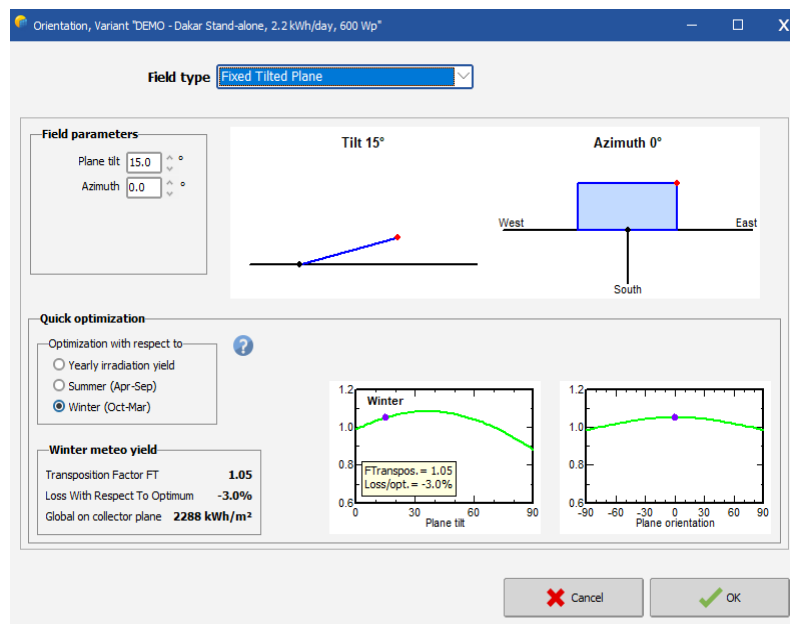 Orientation, Variant "DEMO - Dakar Stand-alone, 2.2 kWh/day, 600 Wp"
Field type Fixed Tilted Plane
Field parameters
Plane tilt 15.0 °
Azimuth 0.0 °
Tilt 15°
Azimuth 0°
West
East
South
Quick optimization
Optimization with respect to
Yearly irradiation yield
Summer (Apr-Sep)
Winter (Oct-Mar)
?
Winter meteo yield
Transposition Factor FT 1.05
Loss With Respect To Optimum -3.0%
Global on collector plane 2288 kWh/m²
Winter
1.2
1.0
0.8
0.6
FTranspos. = 1.05
Loss/opt. = -3.0%
0 30 60 90
Plane tilt
1.2
1.0
0.8
0.6
-90 -60 -30 0 30 60 90
Plane orientation
Cancel
OK